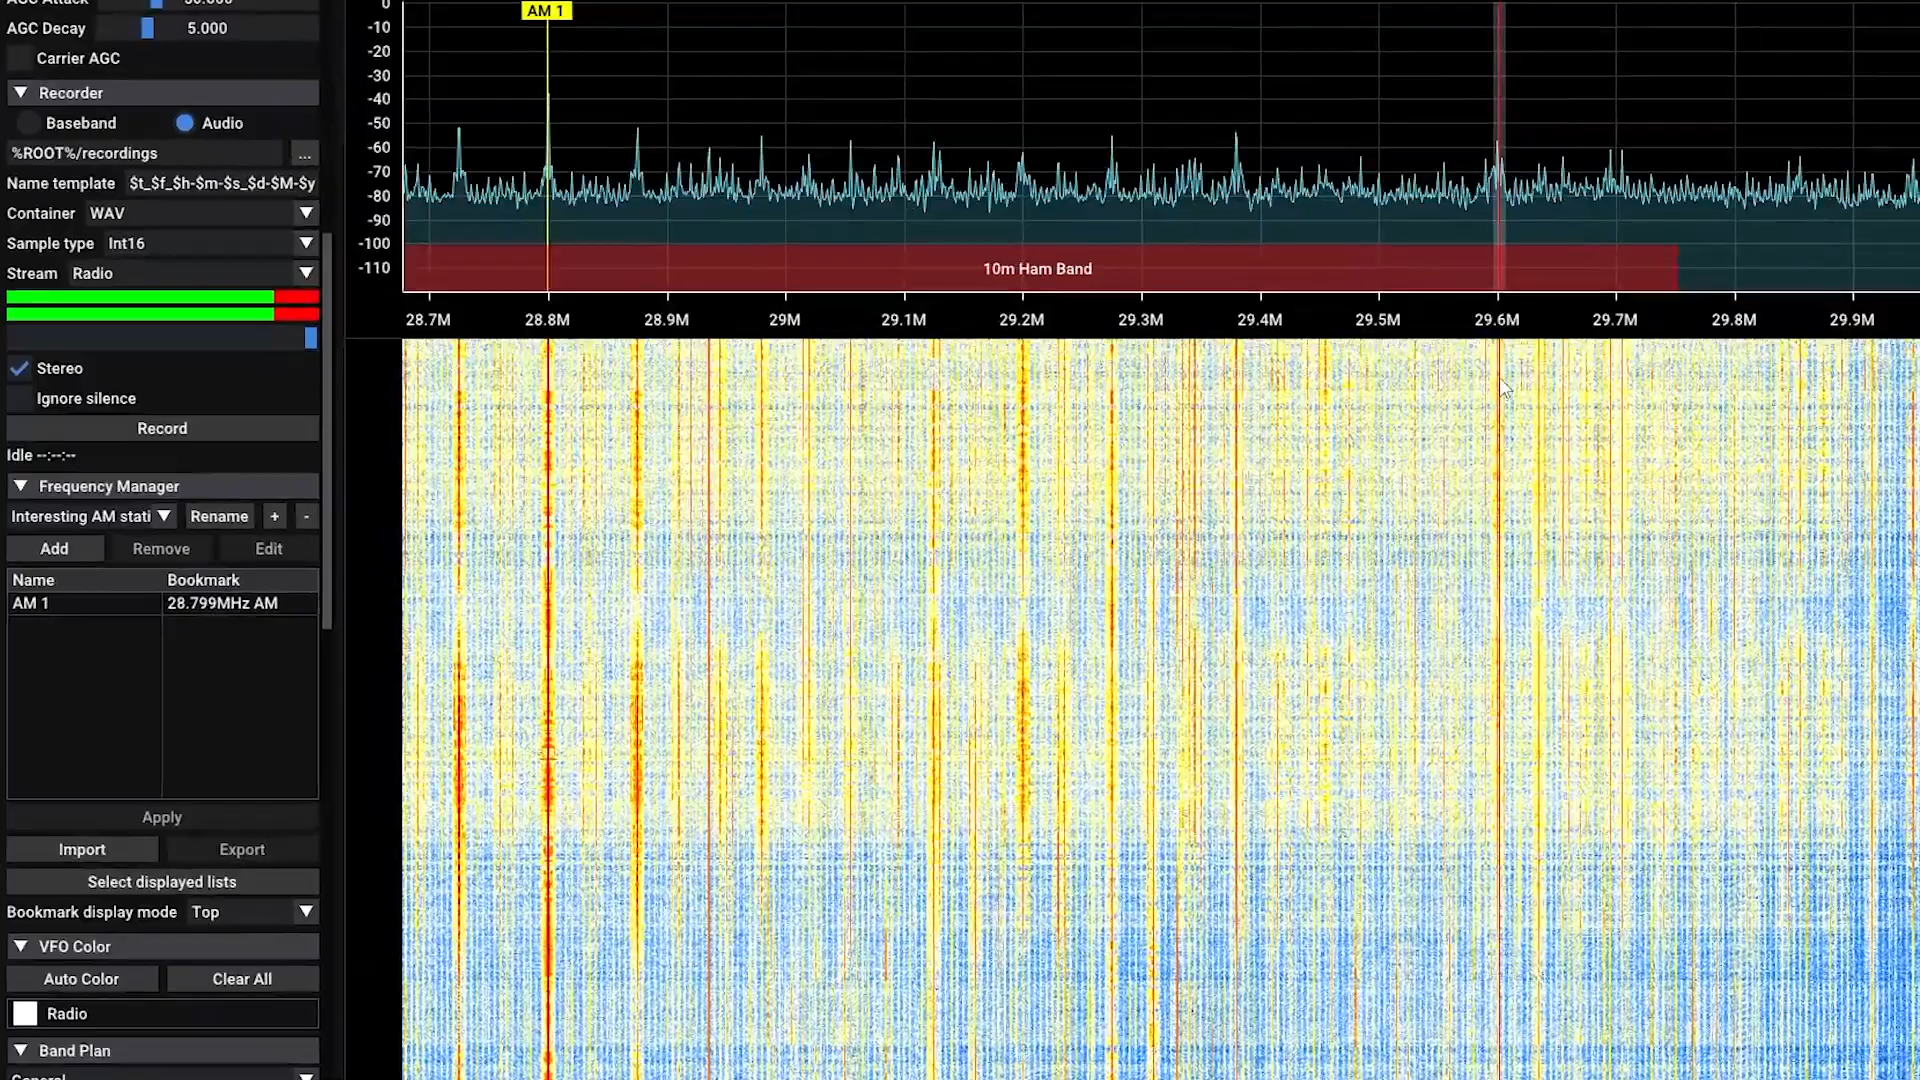 AGC Attack 50.000
AGC Decay 5.000
Carrier AGC
Recorder
Baseband Audio
%ROOT%/recordings ...
Name template $t_$f_$h-$m-$s_$d-$M-$y
Container WAV
Sample type Int16
Stream Radio
Stereo
Ignore silence
Record
Idle --:--:--
Frequency Manager
Interesting AM stati Rename + -
Add Remove Edit
Name Bookmark
AM 1 28.799MHz AM
Apply
Import Export
Select displayed lists
Bookmark display mode Top
VFO Color
Auto Color Clear All
Radio
Band Plan
General
AM 1
0
-10
-20
-30
-40
-50
-60
-70
-80
-90
-100
-110
10m Ham Band
28.7M 28.8M 28.9M 29M 29.1M 29.2M 29.3M 29.4M 29.5M 29.6M 29.7M 29.8M 29.9M